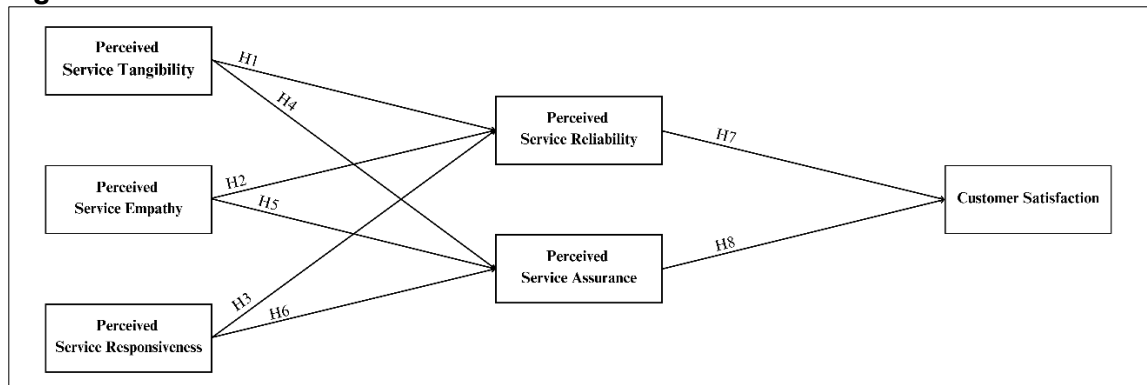 Perceived
Service Tangibility
H1
H4
Perceived
Service Reliability
H7
Perceived
Service Empathy
H2
H5
Customer Satisfaction
Perceived
Service Assurance
H8
Perceived
Service Responsiveness
H3
H6